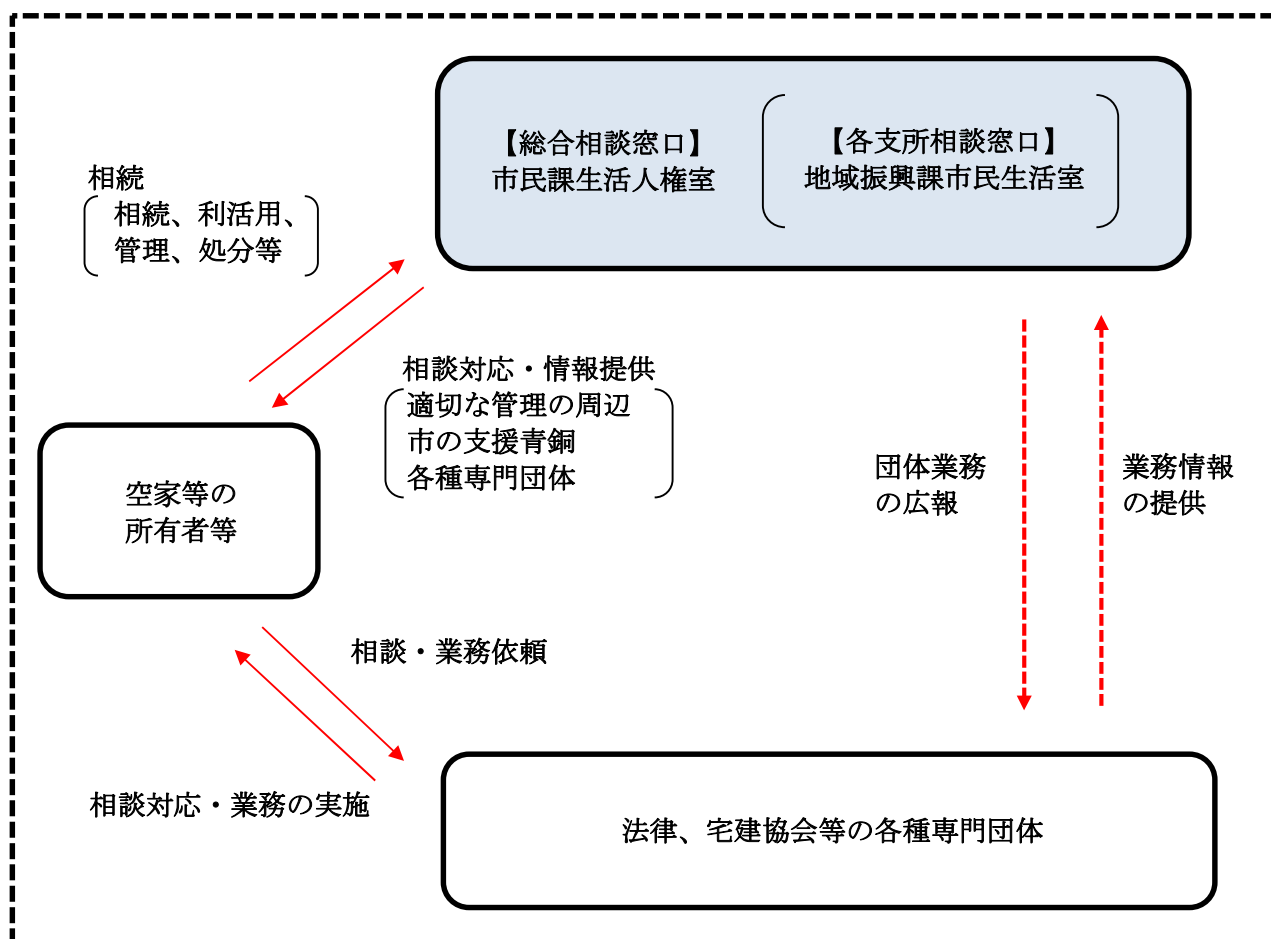 【総合相談窓口】
市民課生活人権室
【各支所相談窓口】
地域振興課市民生活室
相続
相続、利活用、
管理、処分等
相談対応・情報提供
適切な管理の周辺
市の支援青銅
各種専門団体
空家等の
所有者等
団体業務
の広報
業務情報
の提供
相談・業務依頼
相談対応・業務の実施
法律、宅建協会等の各種専門団体